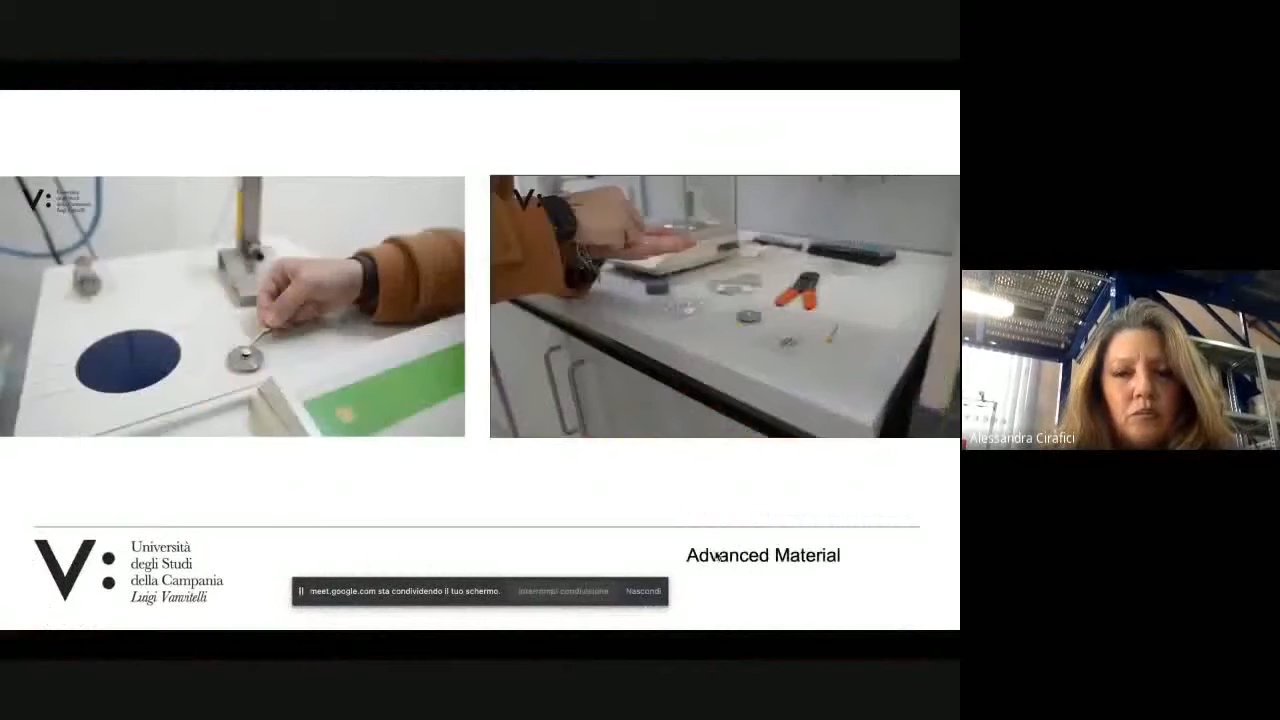 Advanced Material
V:
Università
degli Studi
della Campania
Luigi Vanvitelli
meet.google.com sta condividendo il tuo schermo.
Interrompi condivisione
Nascondi
Alessandra Cirafici